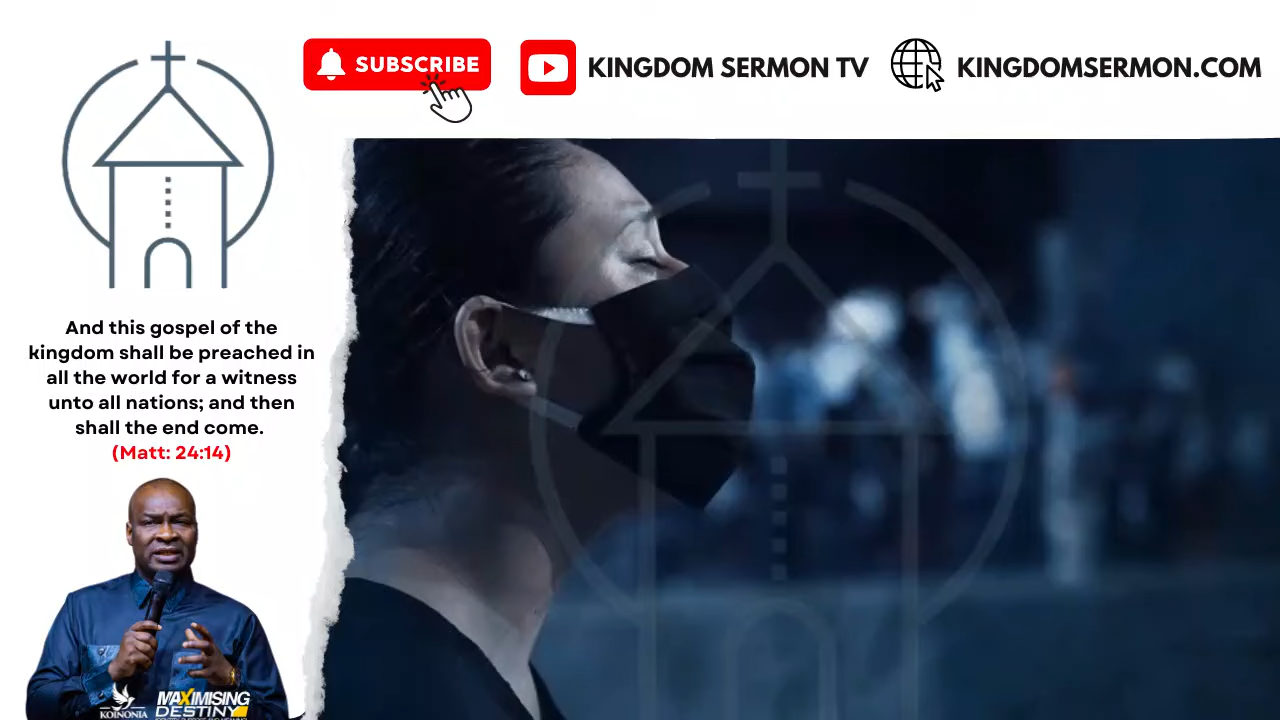 SUBSCRIBE
KINGDOM SERMON TV
KINGDOMSERMON.COM
And this gospel of the
kingdom shall be preached in
all the world for a witness
unto all nations; and then
shall the end come.
(Matt: 24:14)
KOINONIA
MAXIMISING
DESTINY